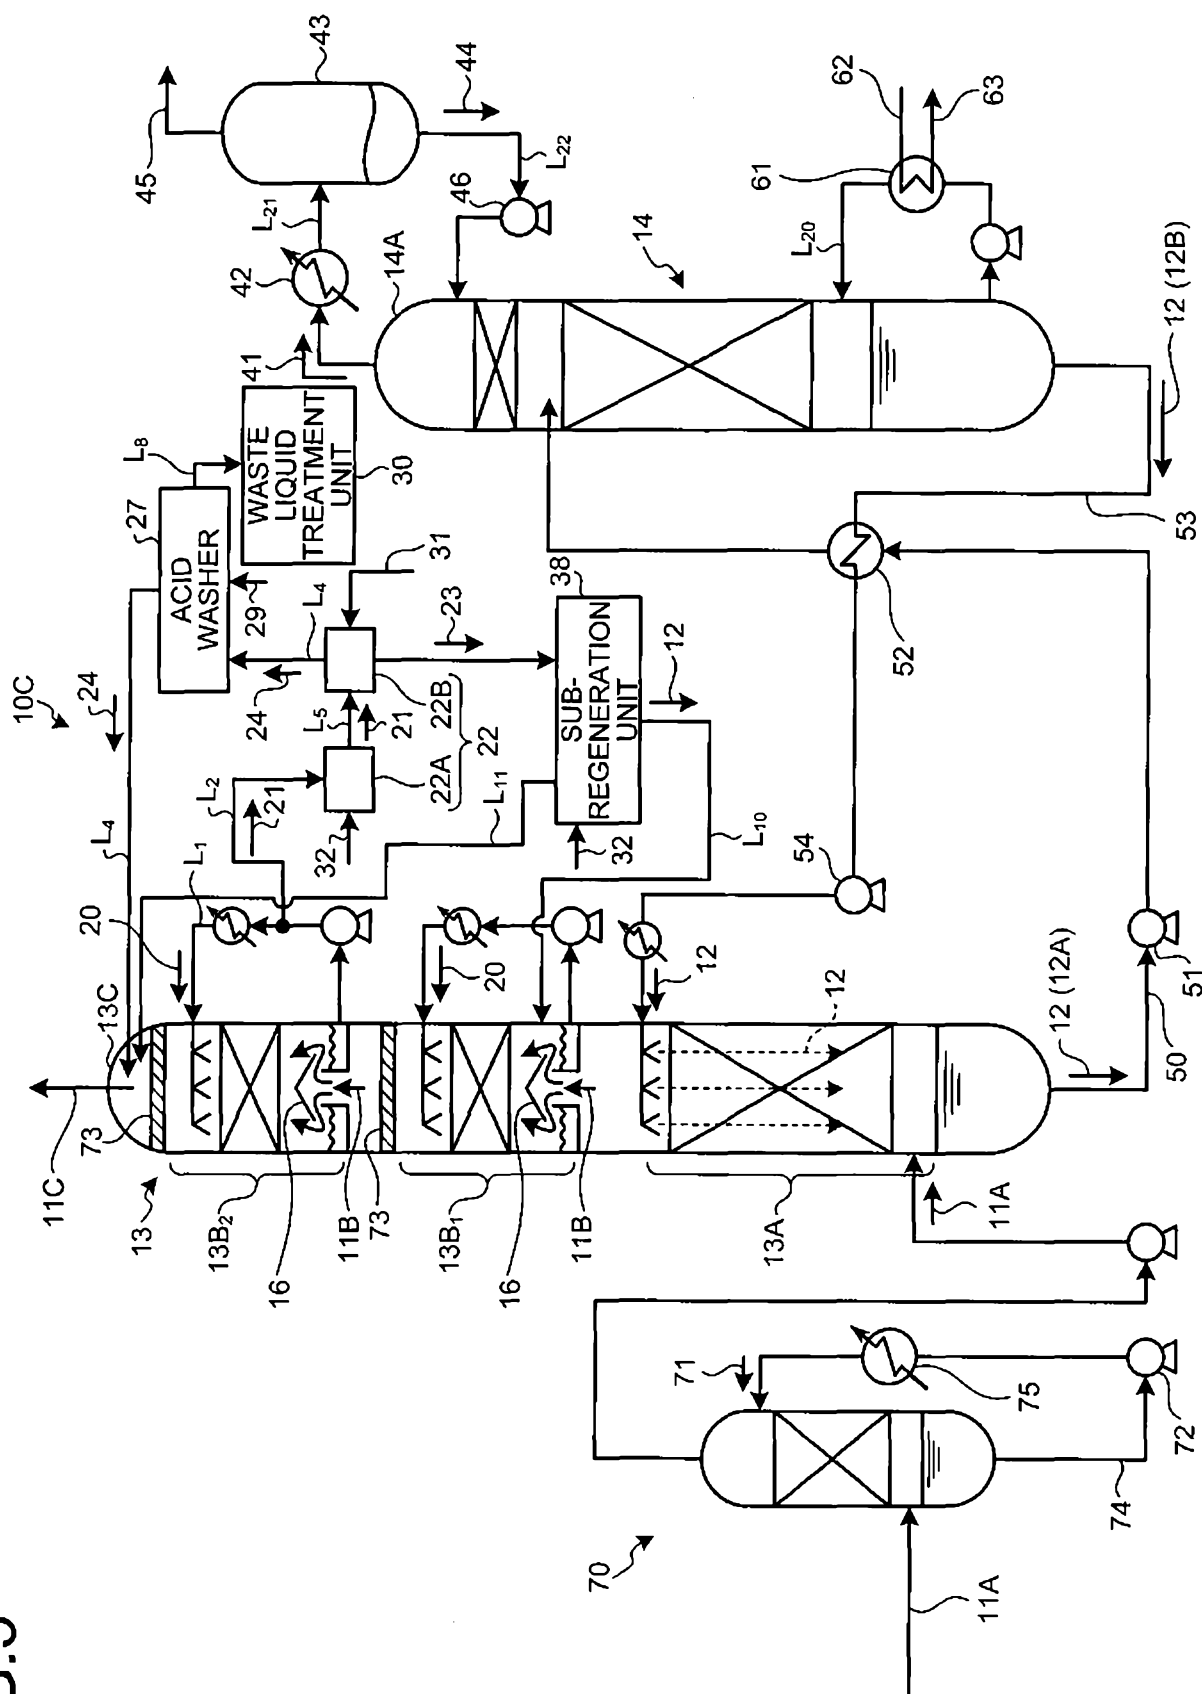 10C
45
43
44
L22
L21
42
46
14A
41
14
61
62
63
L20
12 (12B)
53
52
L8
27
ACID
WASHER
29
WASTE
LIQUID
TREATMENT
UNIT
30
24
L4
24
L4
31
23
22B
22A
22
L5
21
L2
21
32
38
SUB-
REGENERATION
UNIT
12
32
L11
L10
54
L1
20
20
12
12
13C
11C
73
13
13B2
16
11B
73
13B1
16
11B
13A
11A
12 (12A)
50
51
71
75
72
74
70
11A